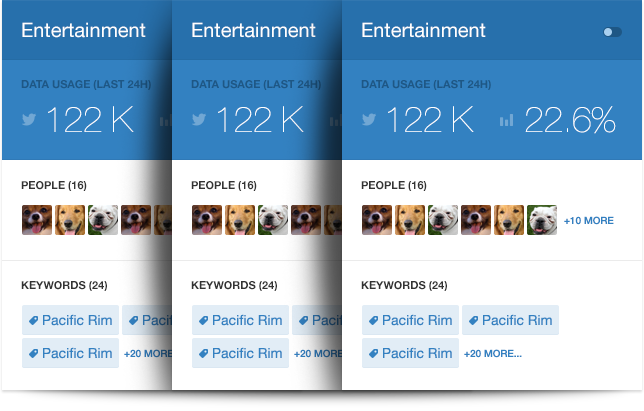 Entertainment
Entertainment
Entertainment
DATA USAGE (LAST 24H)
DATA USAGE (LAST 24H)
DATA USAGE (LAST 24H)
122 K
122 K
122 K 22.6%
PEOPLE (16)
PEOPLE (16)
PEOPLE (16)
+10 MORE
KEYWORDS (24)
KEYWORDS (24)
KEYWORDS (24)
Pacific Rim Pacif
Pacific Rim Pacif
Pacific Rim Pacific Rim
Pacific Rim +20 MORE
Pacific Rim +20 MORE
Pacific Rim +20 MORE...